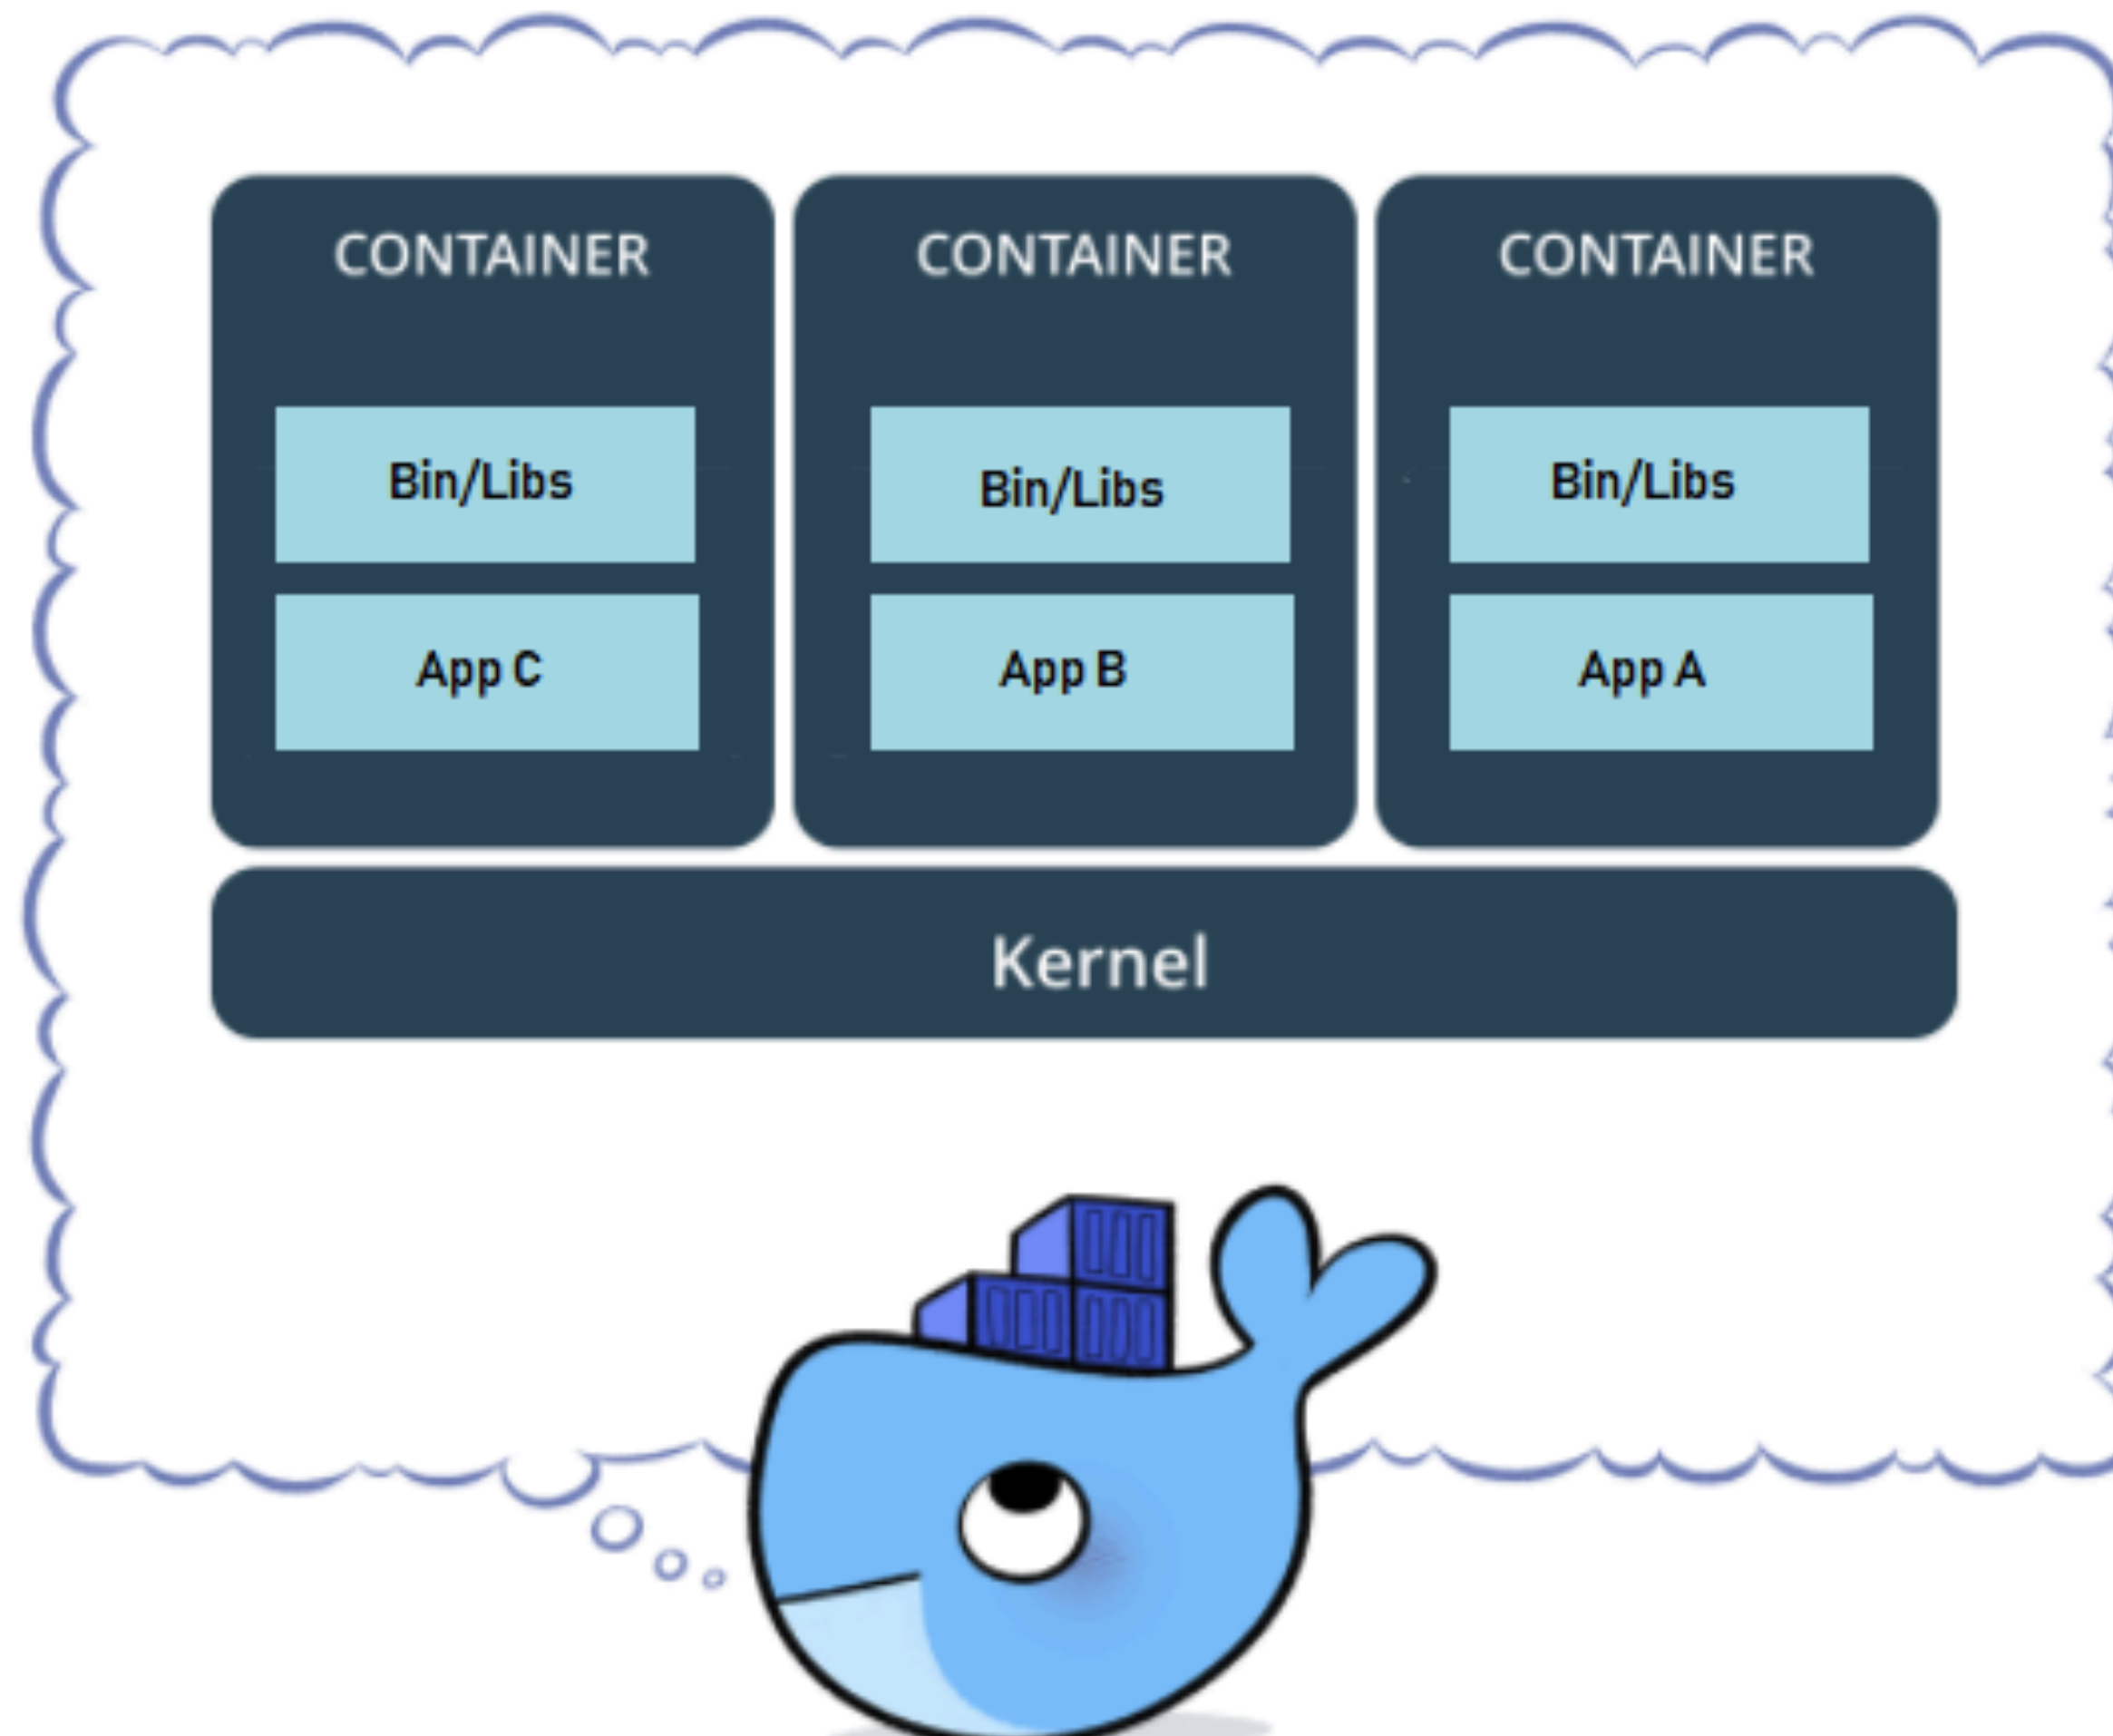 CONTAINER
CONTAINER
CONTAINER
Bin/Libs
Bin/Libs
Bin/Libs
App C
App B
App A
Kernel